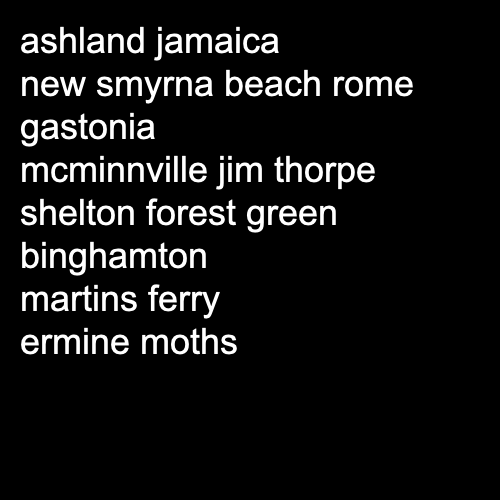 ashland jamaica
new smyrna beach rome
gastonia
mcminnville jim thorpe
shelton forest green
binghamton
martins ferry
ermine moths